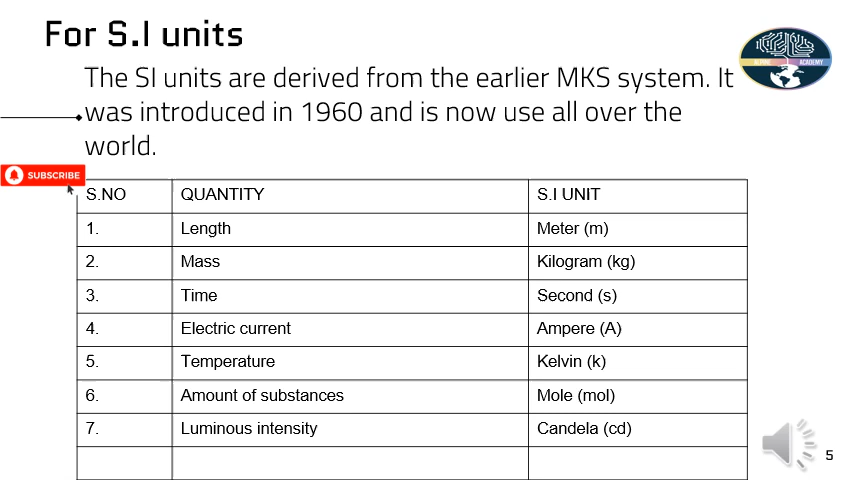 For S.I units
The SI units are derived from the earlier MKS system. It
was introduced in 1960 and is now use all over the
world.
ALPINE ACADEMY
SUBSCRIBE
S.NO QUANTITY S.I UNIT
1. Length Meter (m)
2. Mass Kilogram (kg)
3. Time Second (s)
4. Electric current Ampere (A)
5. Temperature Kelvin (k)
6. Amount of substances Mole (mol)
7. Luminous intensity Candela (cd)
5